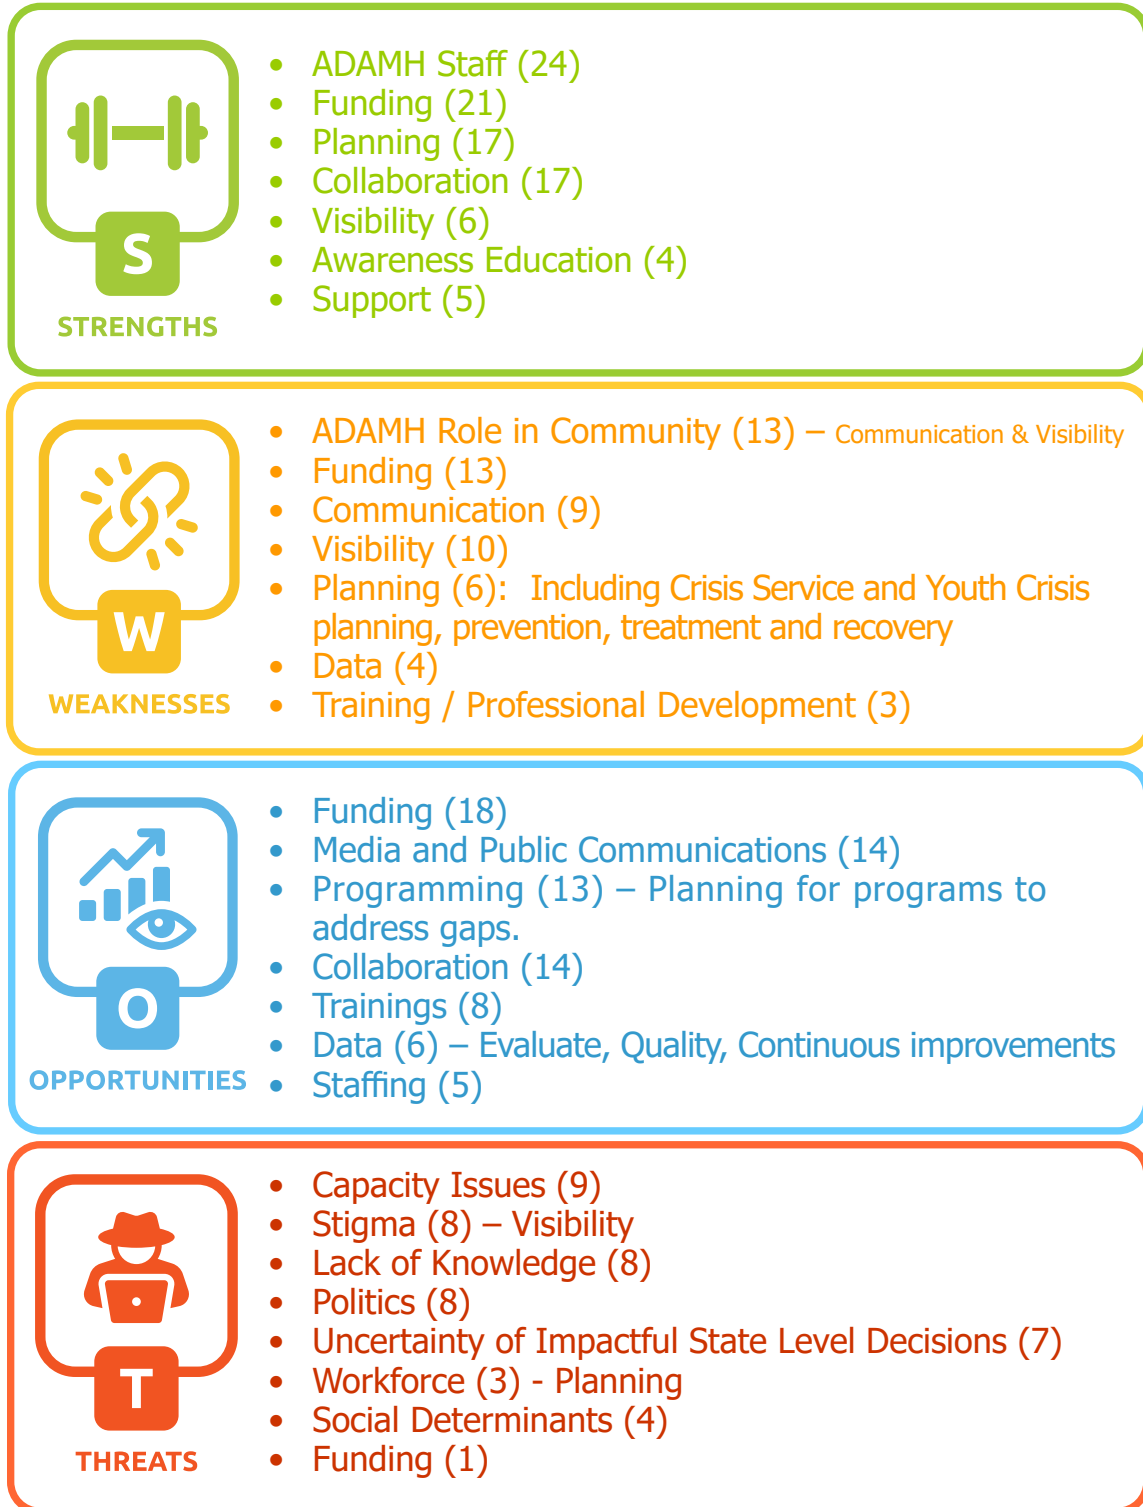 • ADAMH Staff (24)
• Funding (21)
• Planning (17)
• Collaboration (17)
• Visibility (6)
• Awareness Education (4)
• Support (5)
S
STRENGTHS
• ADAMH Role in Community (13) – Communication & Visibility
• Funding (13)
• Communication (9)
• Visibility (10)
• Planning (6): Including Crisis Service and Youth Crisis
planning, prevention, treatment and recovery
• Data (4)
• Training / Professional Development (3)
W
WEAKNESSES
• Funding (18)
• Media and Public Communications (14)
• Programming (13) – Planning for programs to
address gaps.
• Collaboration (14)
• Trainings (8)
• Data (6) – Evaluate, Quality, Continuous improvements
• Staffing (5)
O
OPPORTUNITIES
• Capacity Issues (9)
• Stigma (8) – Visibility
• Lack of Knowledge (8)
• Politics (8)
• Uncertainty of Impactful State Level Decisions (7)
• Workforce (3) - Planning
• Social Determinants (4)
• Funding (1)
T
THREATS